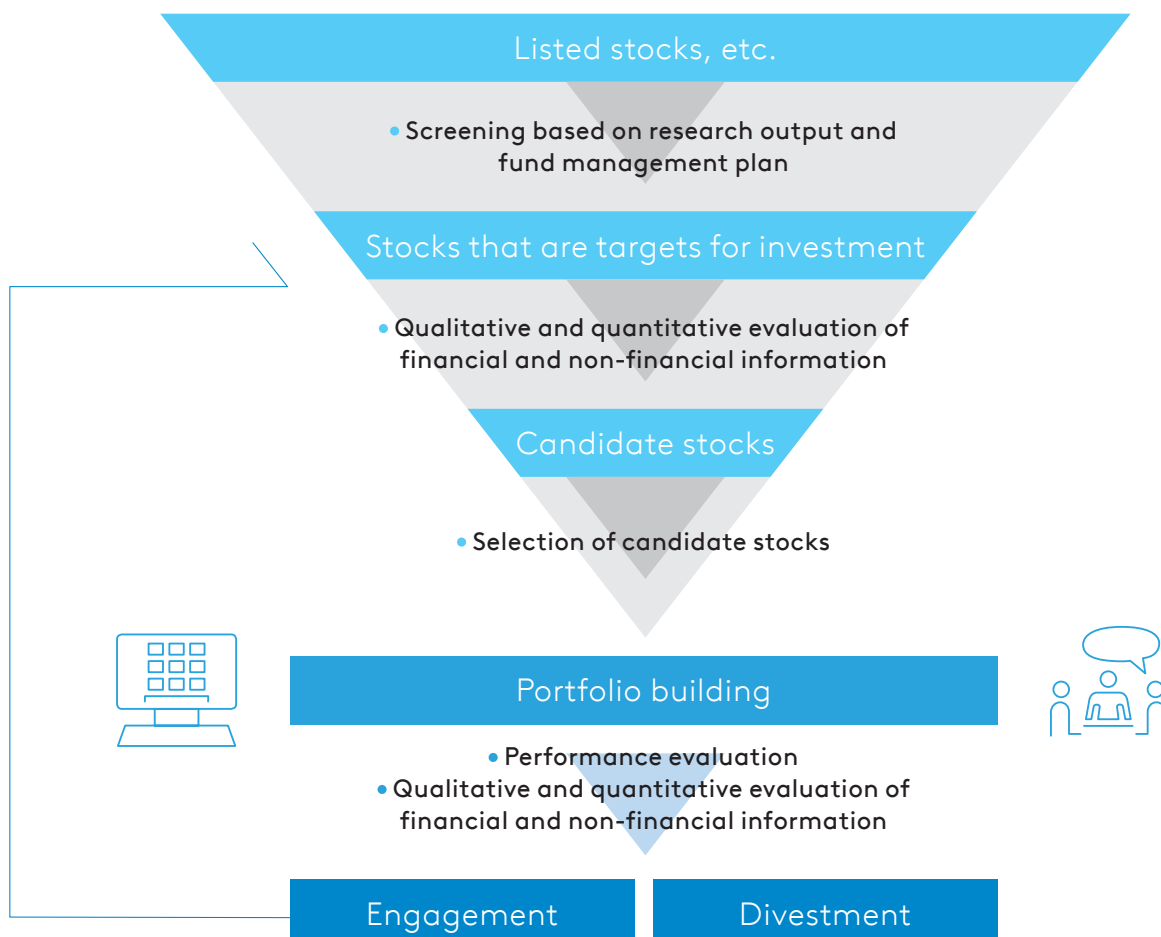 Listed stocks, etc.
• Screening based on research output and
fund management plan
Stocks that are targets for investment
• Qualitative and quantitative evaluation of
financial and non-financial information
Candidate stocks
• Selection of candidate stocks
Portfolio building
• Performance evaluation
• Qualitative and quantitative evaluation of
financial and non-financial information
Engagement
Divestment